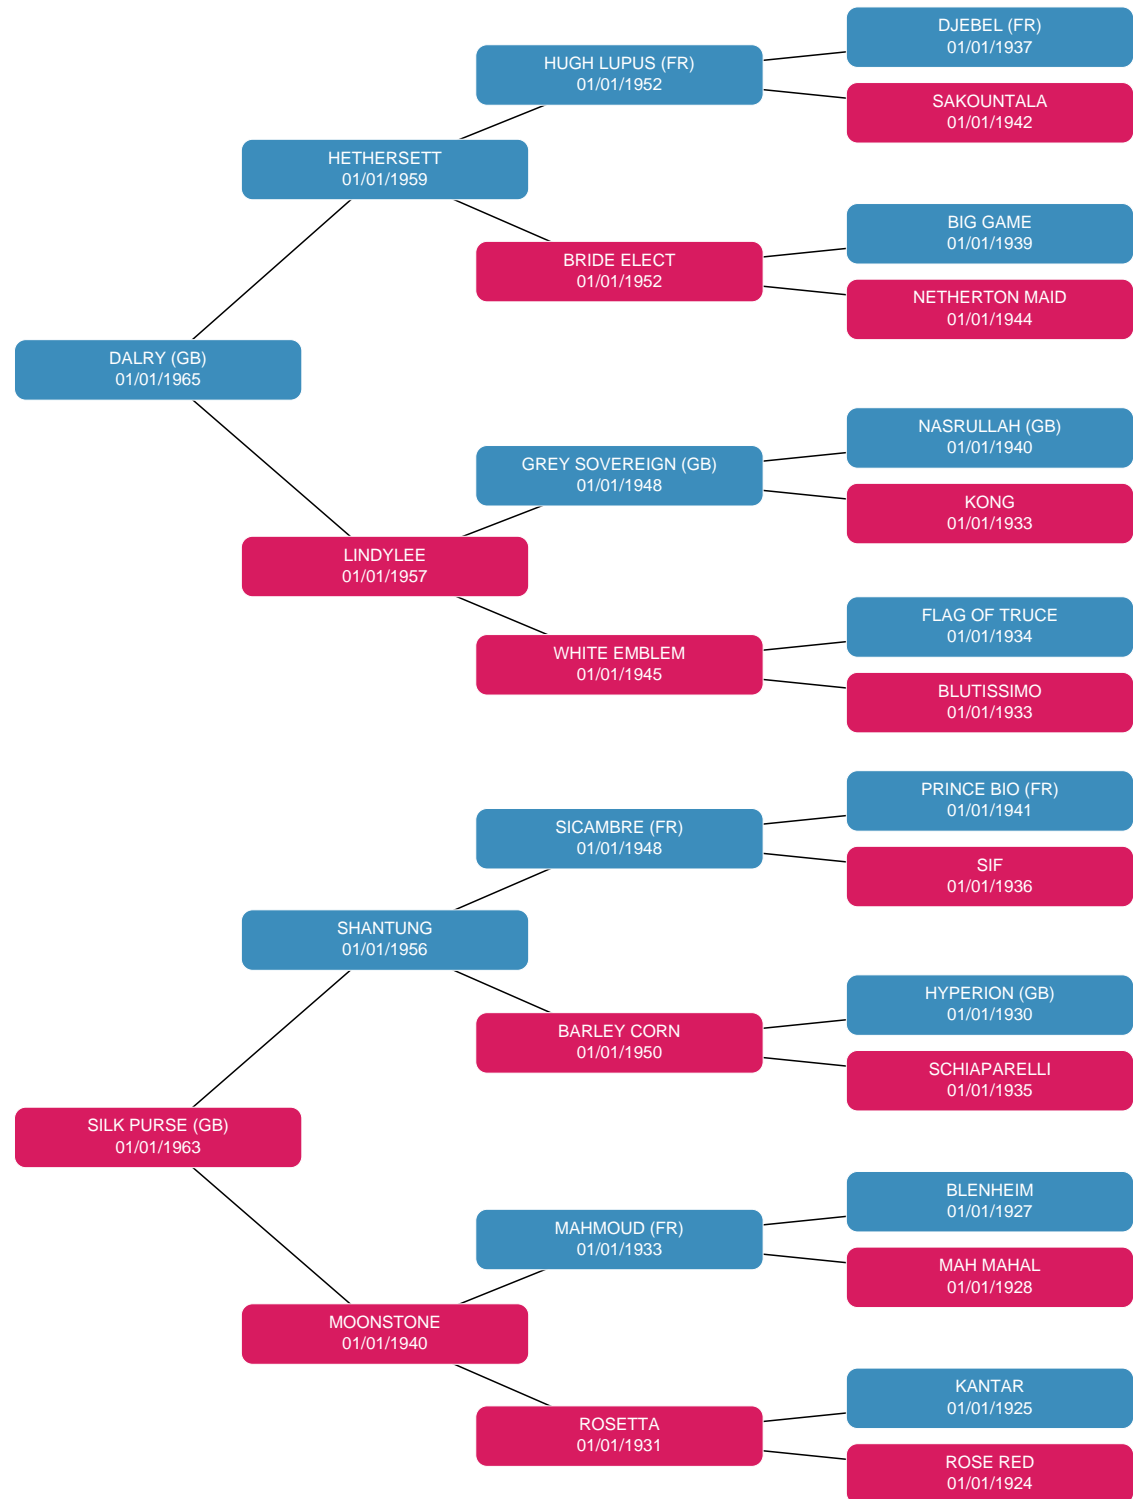 DJEBEL (FR)
01/01/1937
HUGH LUPUS (FR)
01/01/1952
SAKOUNTALA
01/01/1942
HETHERSETT
01/01/1959
BIG GAME
01/01/1939
BRIDE ELECT
01/01/1952
NETHERTON MAID
01/01/1944
DALRY (GB)
01/01/1965
NASRULLAH (GB)
01/01/1940
GREY SOVEREIGN (GB)
01/01/1948
KONG
01/01/1933
LINDYLEE
01/01/1957
FLAG OF TRUCE
01/01/1934
WHITE EMBLEM
01/01/1945
BLUTISSIMO
01/01/1933
PRINCE BIO (FR)
01/01/1941
SICAMBRE (FR)
01/01/1948
SIF
01/01/1936
SHANTUNG
01/01/1956
HYPERION (GB)
01/01/1930
BARLEY CORN
01/01/1950
SCHIAPARELLI
01/01/1935
SILK PURSE (GB)
01/01/1963
BLENHEIM
01/01/1927
MAHMOUD (FR)
01/01/1933
MAH MAHAL
01/01/1928
MOONSTONE
01/01/1940
KANTAR
01/01/1925
ROSETTA
01/01/1931
ROSE RED
01/01/1924